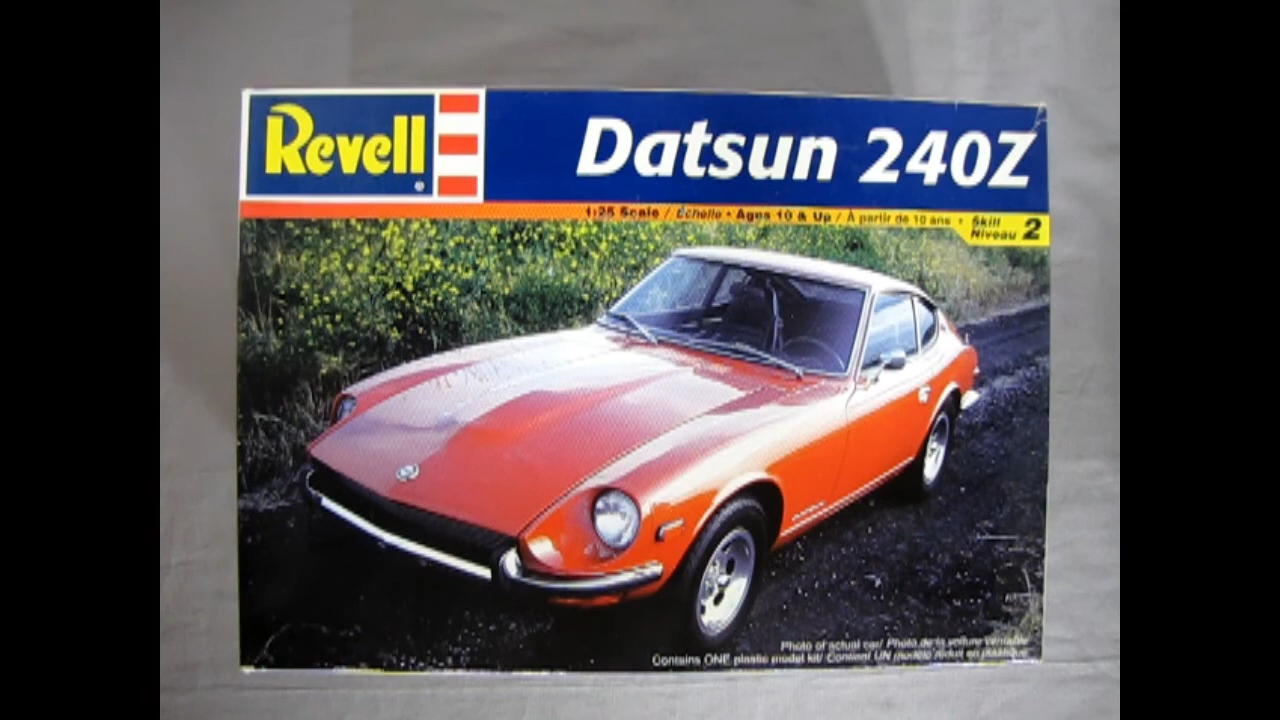 Revell®
Datsun 240Z
1:25 Scale / Échelle • Ages 10 & Up / À partir de 10 ans • Skill Niveau 2
Photo of actual car/ Photo de la voiture véritable
Contains ONE plastic model kit/ Contient UN modèle réduit en plastique